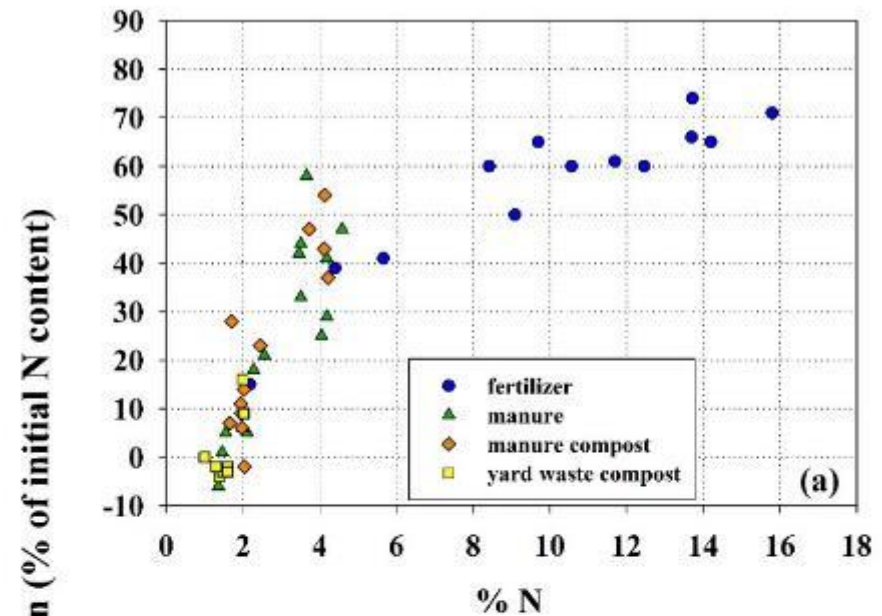 90
80
70
60
50
40
30
20
10
0
-10
0 2 4 6 8 10 12 14 16 18
% N
n (% of initial N content)
fertilizer
manure
manure compost
yard waste compost
(a)